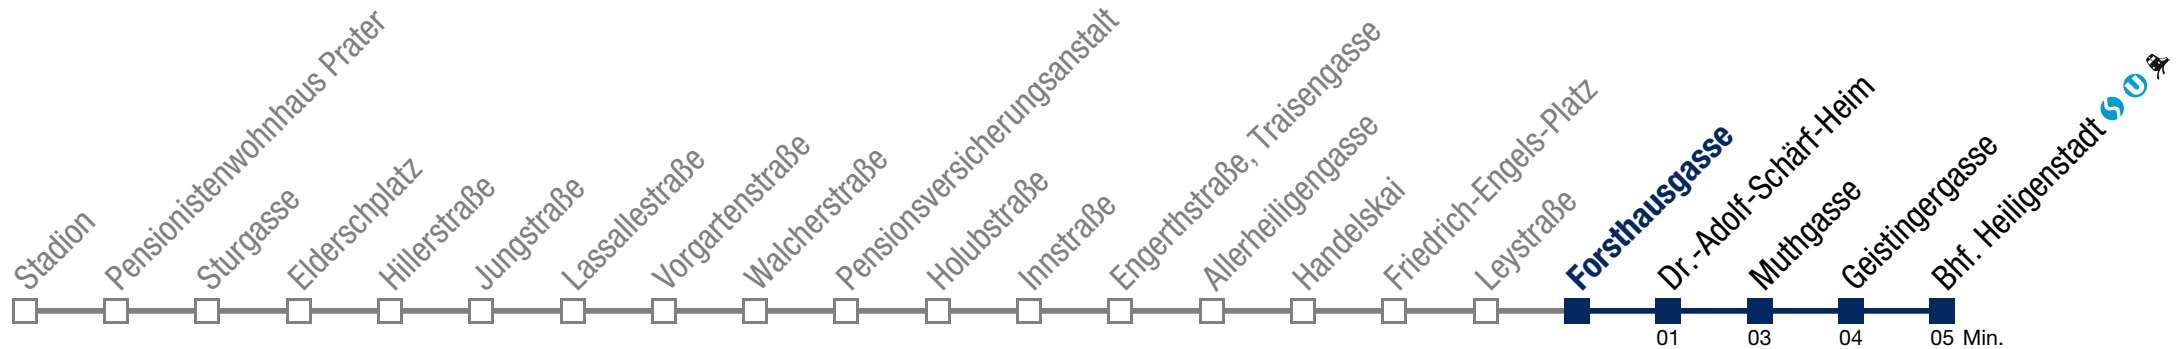 Stadion
Pensionistenwohnhaus Prater
Sturgasse
Elderschplatz
Hillerstraße
Jungstraße
Lassallestraße
Vorgartenstraße
Walcherstraße
Pensionsversicherungsanstalt
Holubstraße
Innstraße
Engerthstraße, Traisengasse
Allerheiligengasse
Handelskai
Friedrich-Engels-Platz
Leystraße
Forsthausgasse
Dr.-Adolf-Schärf-Heim
Muthgasse
Geistingergasse
Bhf. Heiligenstadt S U
01 03 04 05 Min.